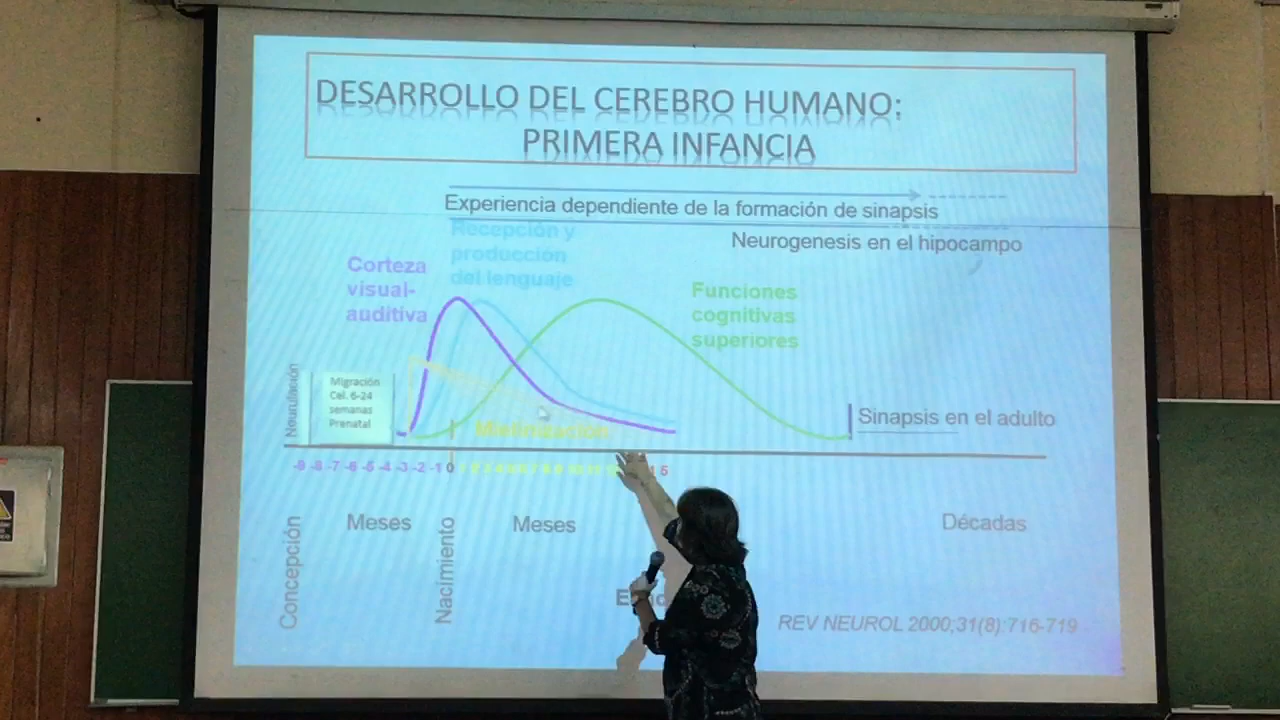 DESARROLLO DEL CEREBRO HUMANO:
PRIMERA INFANCIA
Experiencia dependiente de la formación de sinapsis
Neurogenesis en el hipocampo
Recepción y
producción
del lenguaje
Corteza
visual-
auditiva
Funciones
cognitivas
superiores
Neurulación
Migración
Cel. 6-24
semanas
Prenatal
Mielinización
Sinapsis en el adulto
-9 -8 -7 -6 -5 -4 -3 -2 -1 0 1 2 3 4 5 6 7 8 9 10 11 12
Concepción
Meses
Nacimiento
Meses
Décadas
REV NEUROL 2000;31(8):716-719